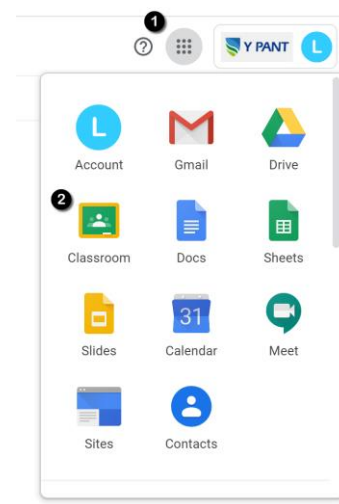 1
? Y PANT L
L
Account Gmail Drive
2
Classroom Docs Sheets
31
Slides Calendar Meet
Sites Contacts